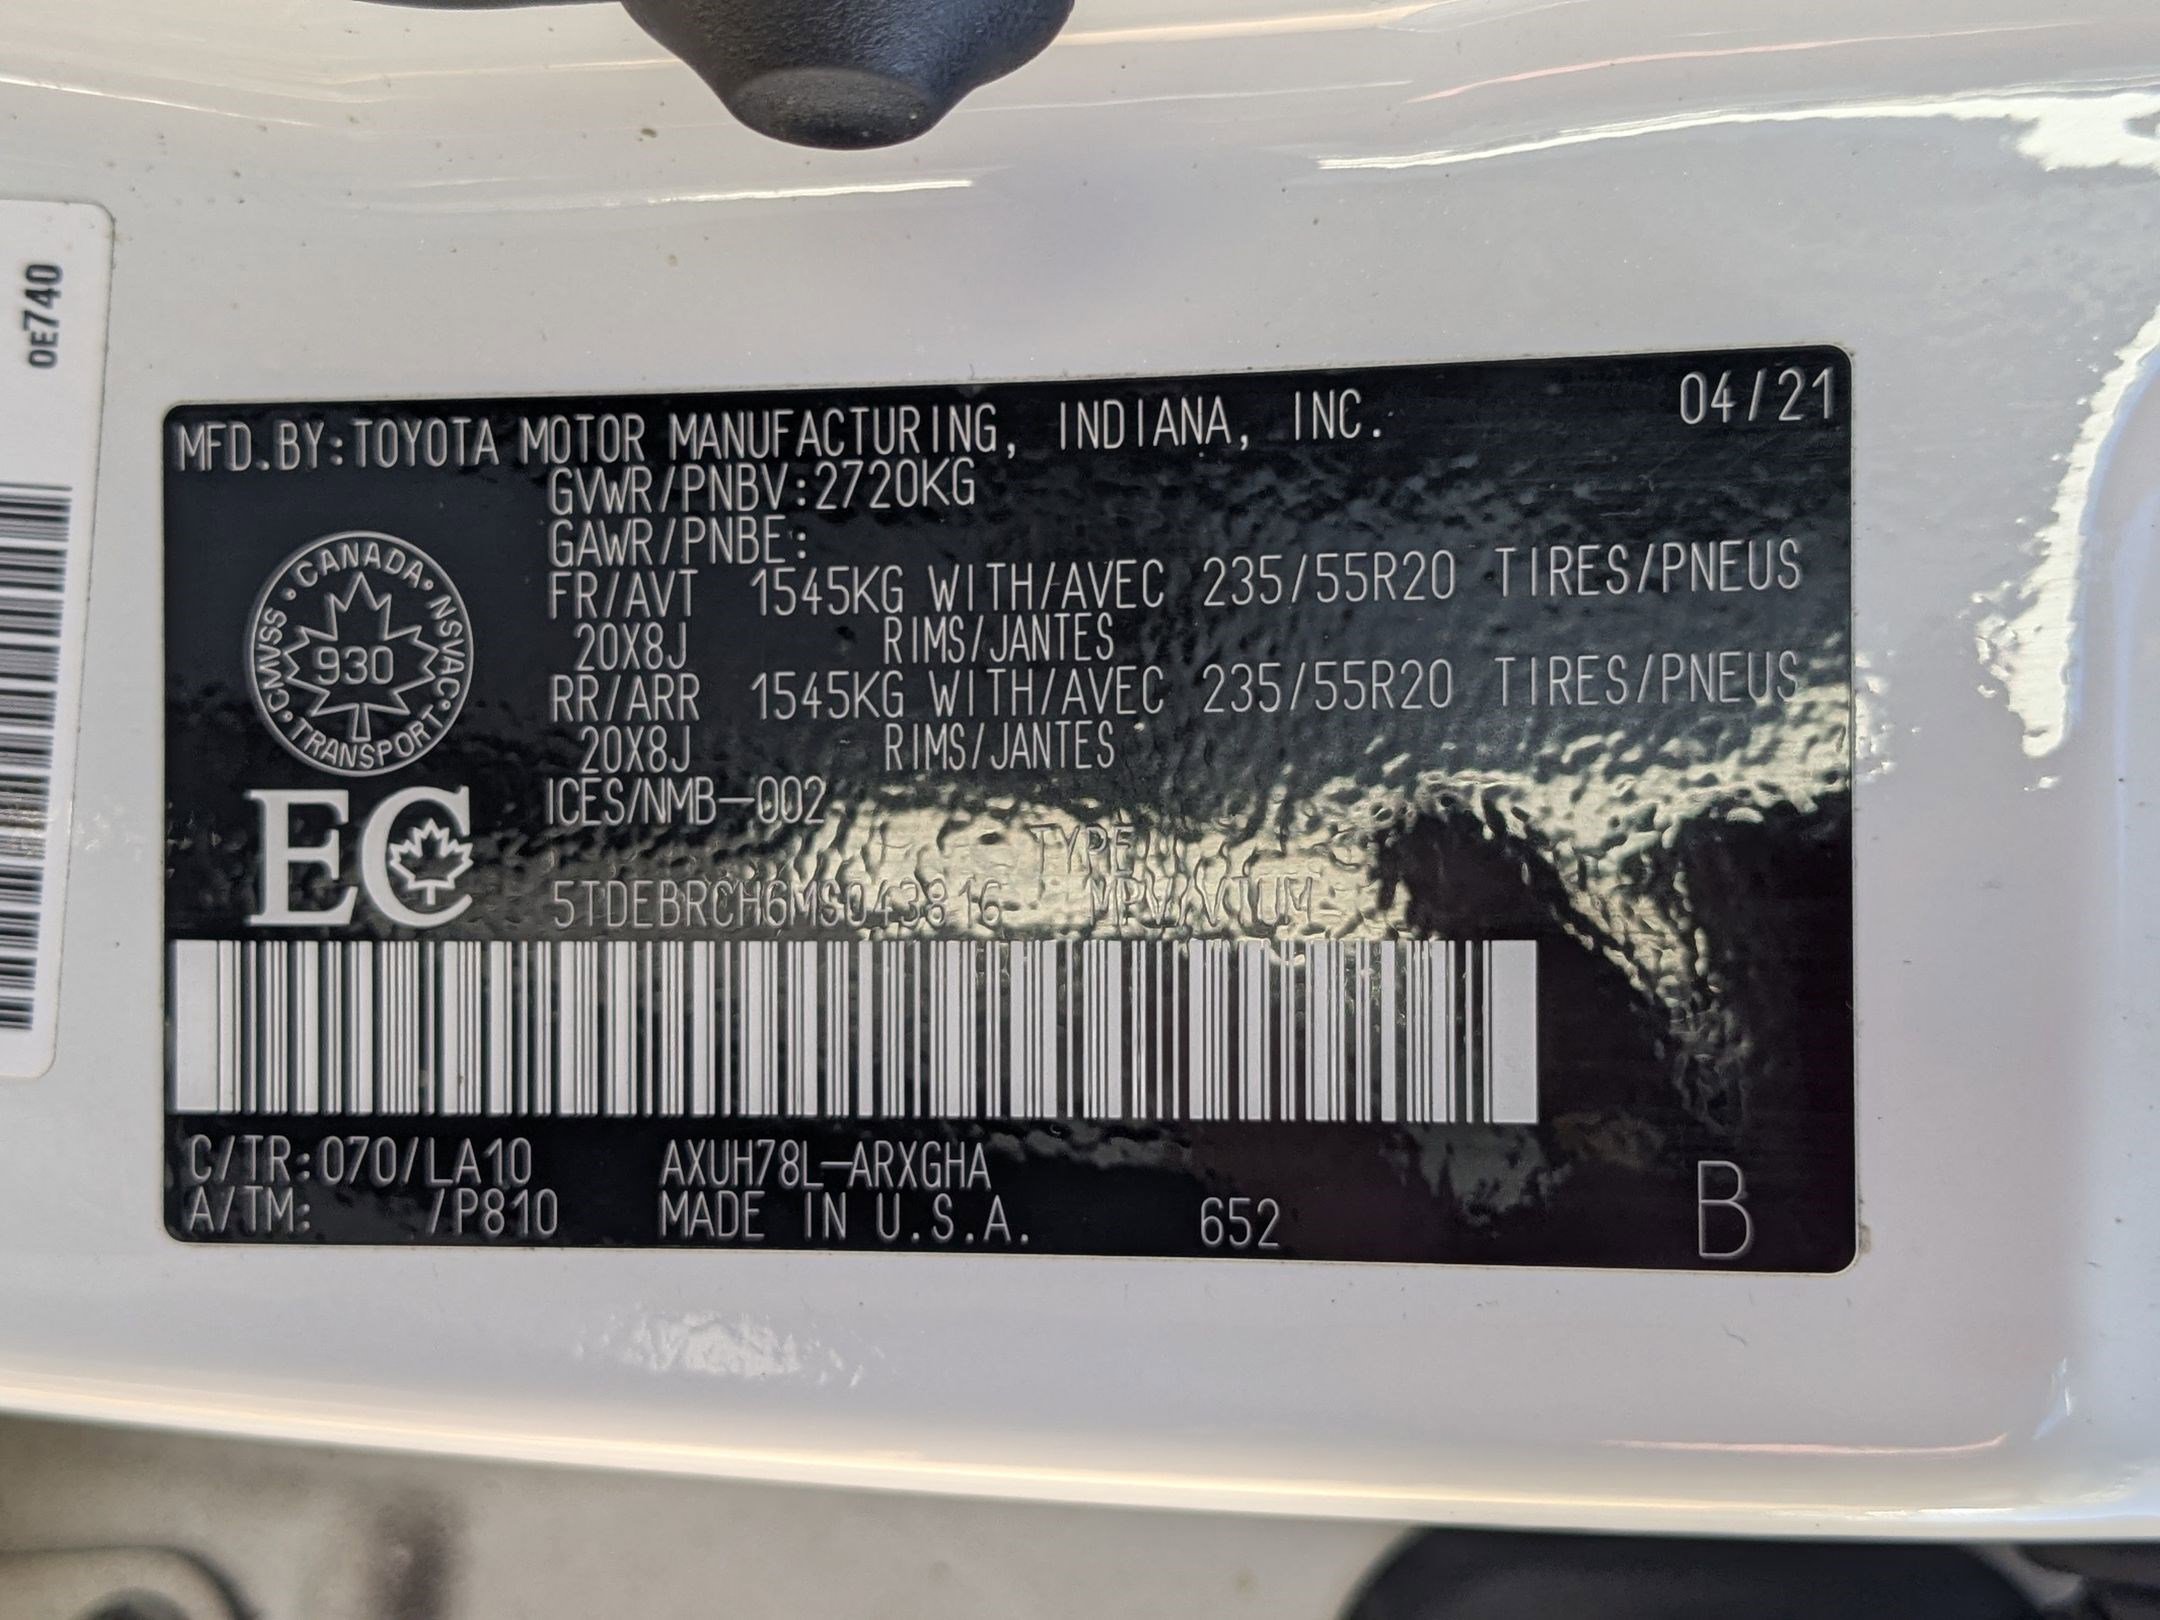 0E740
MFD.BY:TOYOTA MOTOR MANUFACTURING, INDIANA, INC. 04/21
GVWR/PNBV:2720KG
GAWR/PNBE:
FR/AVT 1545KG WITH/AVEC 235/55R20 TIRES/PNEUS
20X8J RIMS/JANTES
RR/ARR 1545KG WITH/AVEC 235/55R20 TIRES/PNEUS
20X8J RIMS/JANTES
ICES/NMB-002
CANADA • NSVAC • TRANSPORT • CMVSS •
930
EC
TYPE
5TDEBRCH6MS043816 MPV/VTUM
C/TR:070/LA10 AXUH78L-ARXGHA
A/TM: /P810 MADE IN U.S.A. 652 B